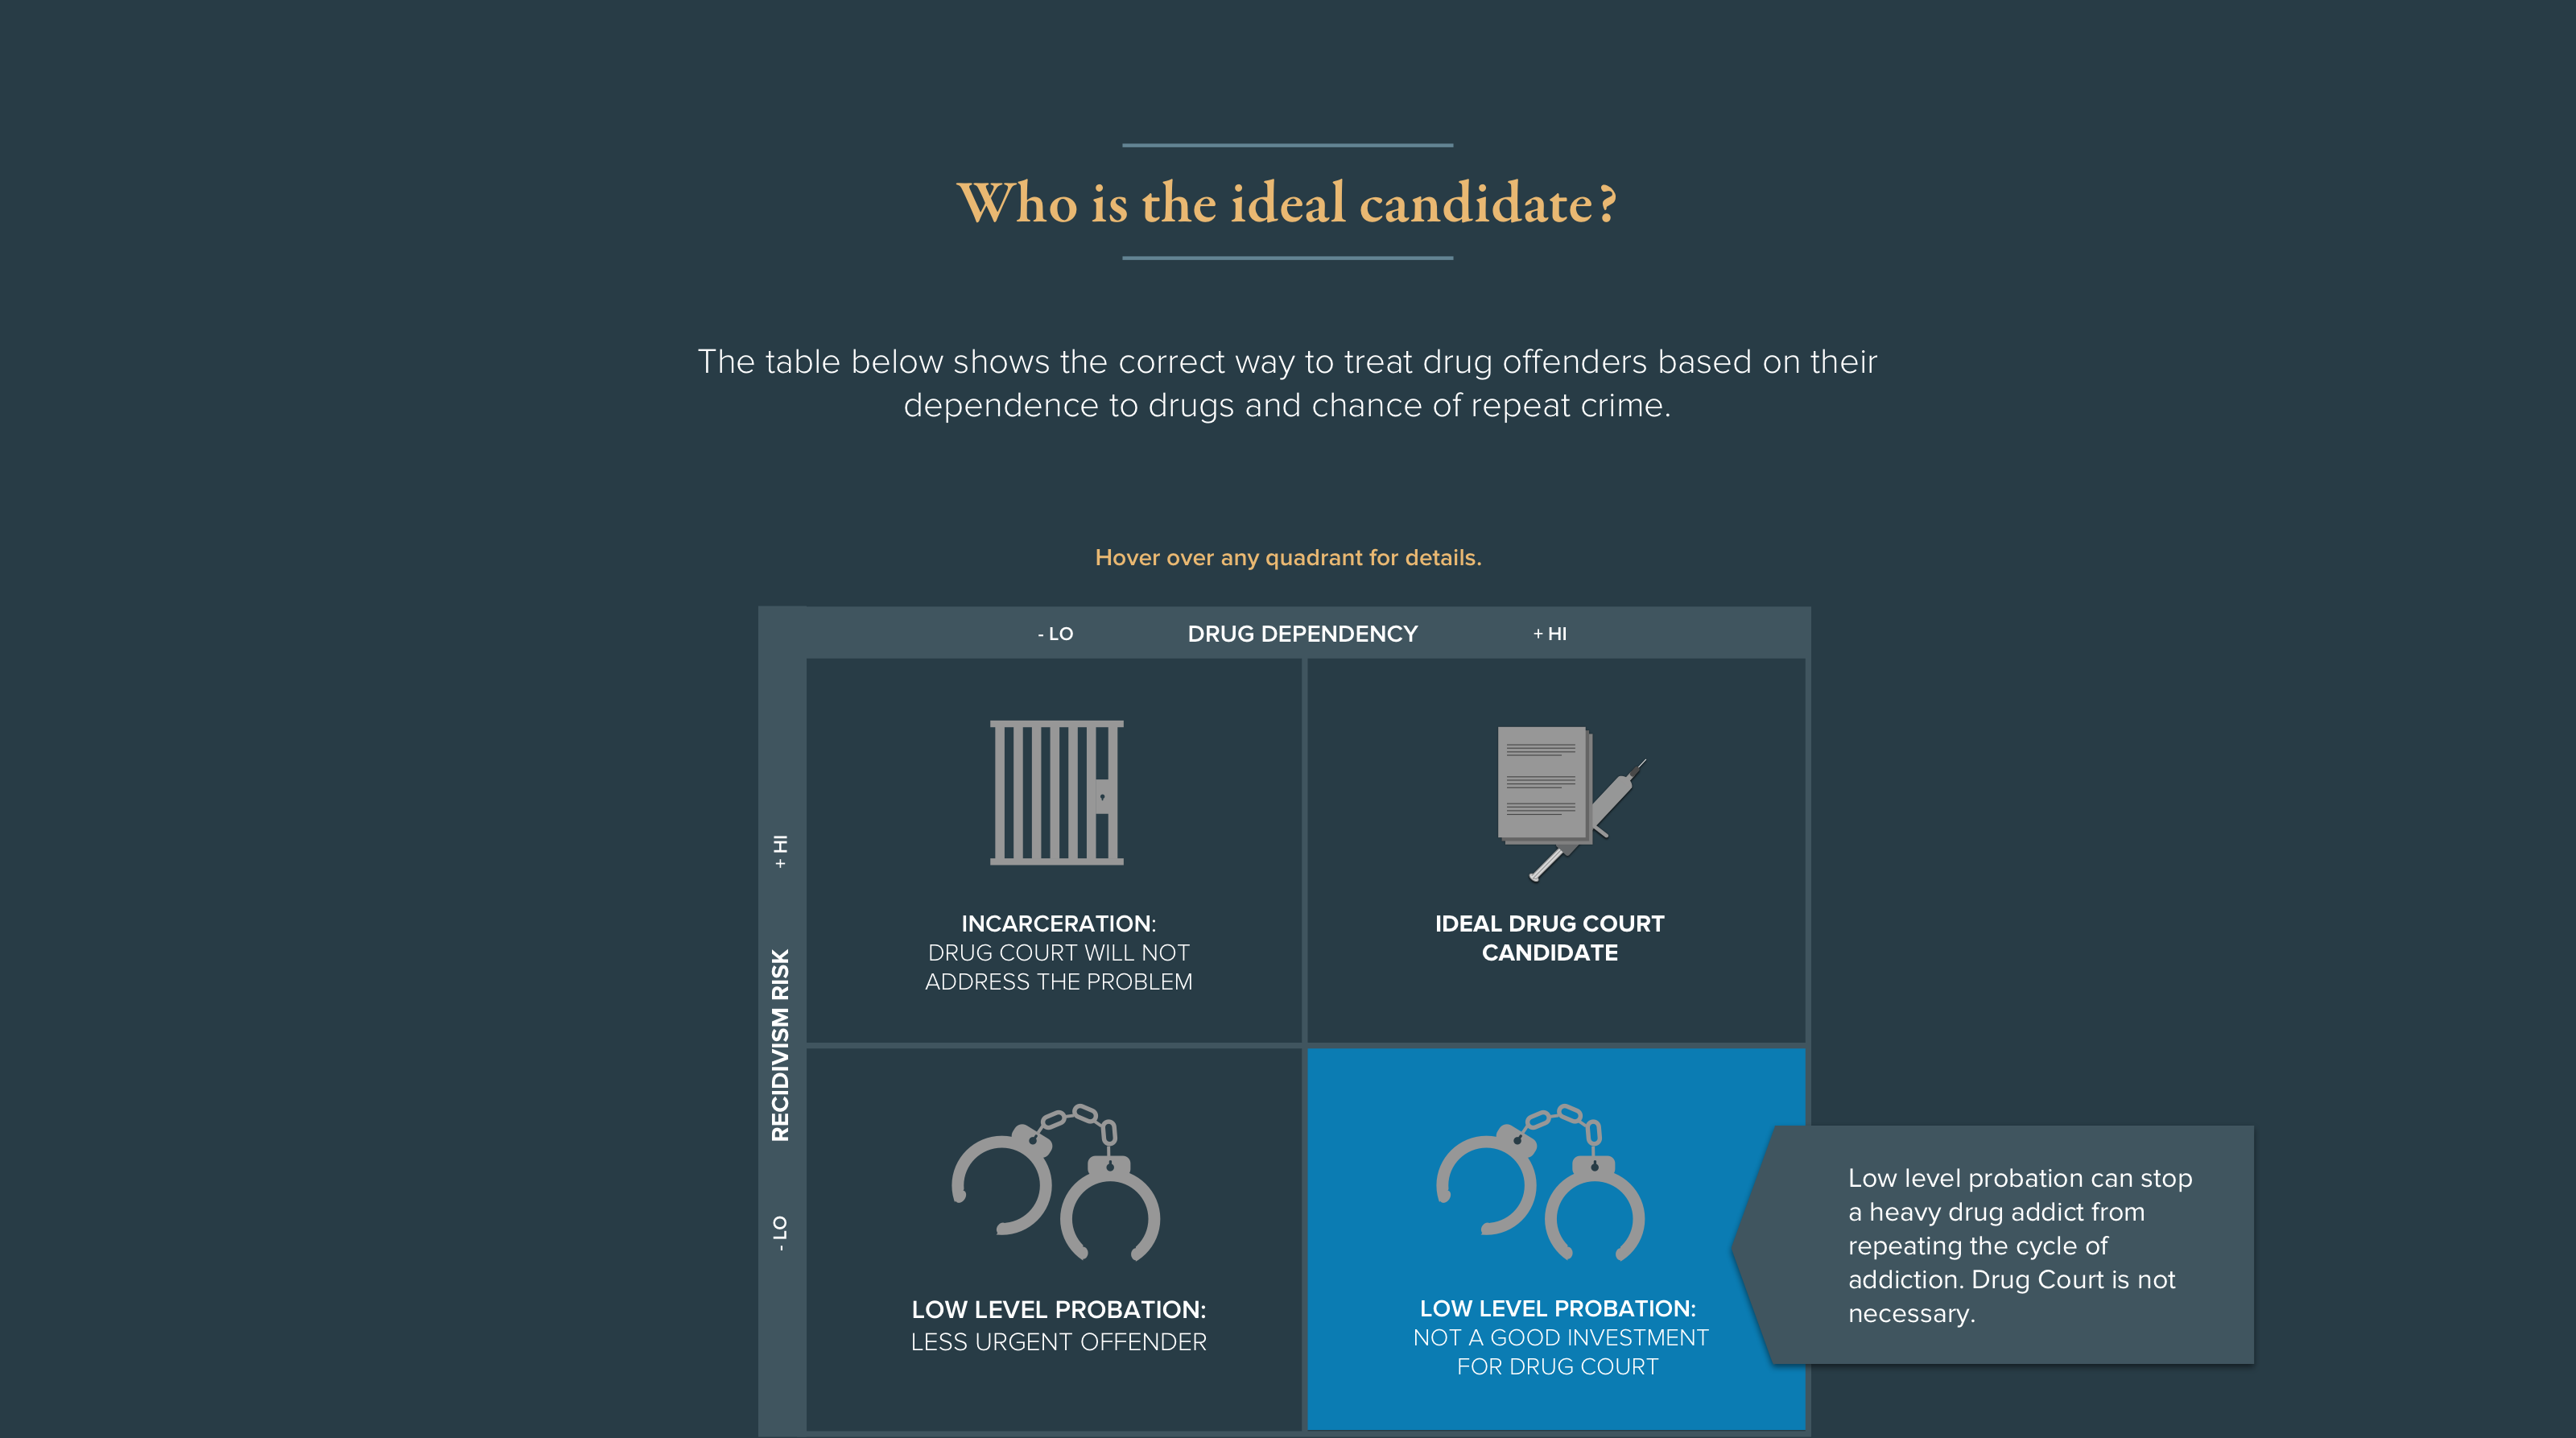 Who is the ideal candidate?
The table below shows the correct way to treat drug offenders based on their
dependence to drugs and chance of repeat crime.
Hover over any quadrant for details.
- LO DRUG DEPENDENCY + HI
RECIDIVISM RISK
+ HI
- LO
INCARCERATION:
DRUG COURT WILL NOT
ADDRESS THE PROBLEM
IDEAL DRUG COURT
CANDIDATE
LOW LEVEL PROBATION:
LESS URGENT OFFENDER
LOW LEVEL PROBATION:
NOT A GOOD INVESTMENT
FOR DRUG COURT
Low level probation can stop
a heavy drug addict from
repeating the cycle of
addiction. Drug Court is not
necessary.